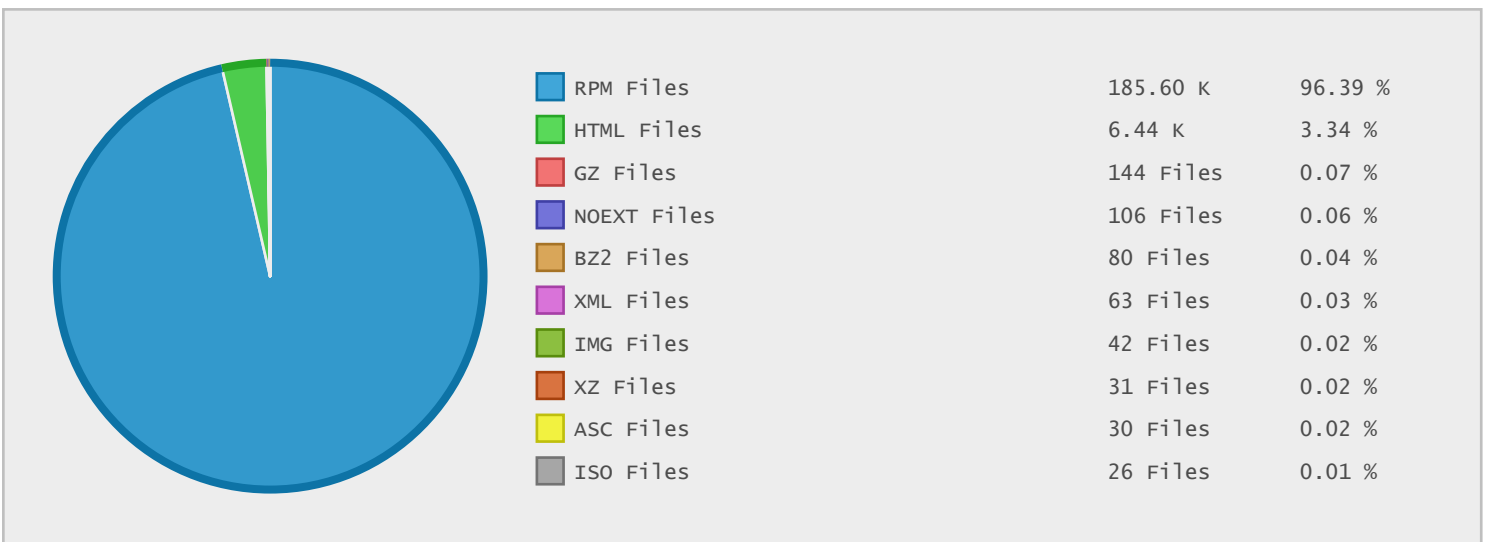 RPM Files 185.60 K 96.39 %
HTML Files 6.44 K 3.34 %
GZ Files 144 Files 0.07 %
NOEXT Files 106 Files 0.06 %
BZ2 Files 80 Files 0.04 %
XML Files 63 Files 0.03 %
IMG Files 42 Files 0.02 %
XZ Files 31 Files 0.02 %
ASC Files 30 Files 0.02 %
ISO Files 26 Files 0.01 %